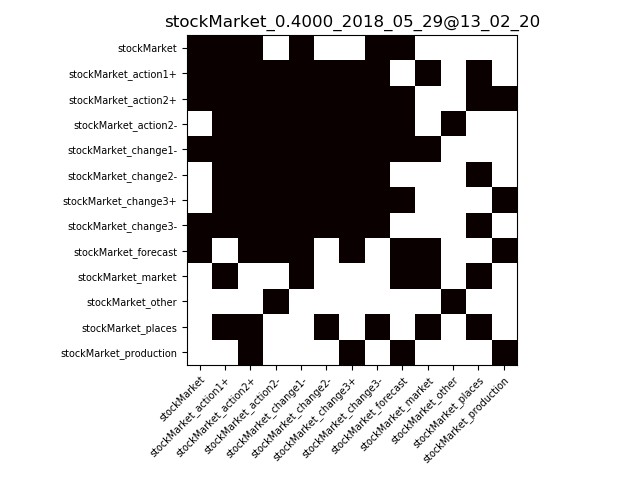 stockMarket_0.4000_2018_05_29@13_02_20
stockMarket
stockMarket_action1+
stockMarket_action2+
stockMarket_action2-
stockMarket_change1-
stockMarket_change2-
stockMarket_change3+
stockMarket_change3-
stockMarket_forecast
stockMarket_market
stockMarket_other
stockMarket_places
stockMarket_production
stockMarket
stockMarket_action1+
stockMarket_action2+
stockMarket_action2-
stockMarket_change1-
stockMarket_change2-
stockMarket_change3+
stockMarket_change3-
stockMarket_forecast
stockMarket_market
stockMarket_other
stockMarket_places
stockMarket_production